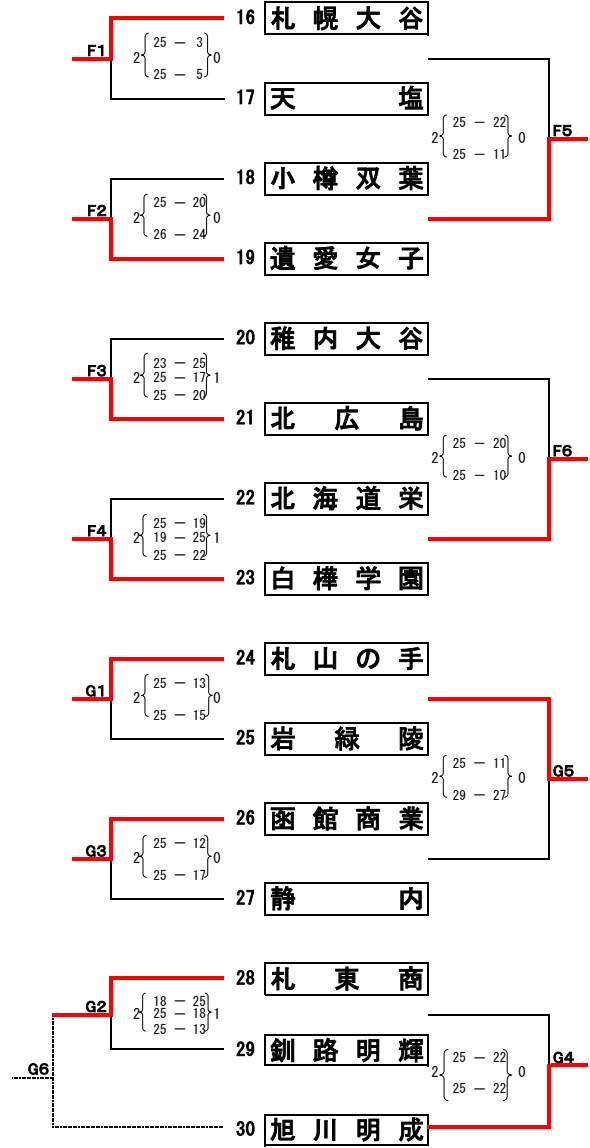 16 札幌大谷
F1 2 25 － 3 0
25 － 5
17 天塩
2 25 － 22 0 F5
25 － 11
18 小樽双葉
F2 2 25 － 20 0
26 － 24
19 遺愛女子
20 稚内大谷
F3 2 23 － 25 1
25 － 17
25 － 20
21 北広島
2 25 － 20 0 F6
25 － 10
22 北海道栄
F4 2 25 － 19 1
19 － 25
25 － 22
23 白樺学園
24 札山の手
G1 2 25 － 13 0
25 － 15
25 岩緑陵
2 25 － 11 0 G5
29 － 27
26 函館商業
G3 2 25 － 12 0
25 － 17
27 静内
28 札東商
G2 2 18 － 25 1
25 － 18
25 － 13
29 釧路明輝
G6 2 25 － 22 0 G4
25 － 22
30 旭川明成